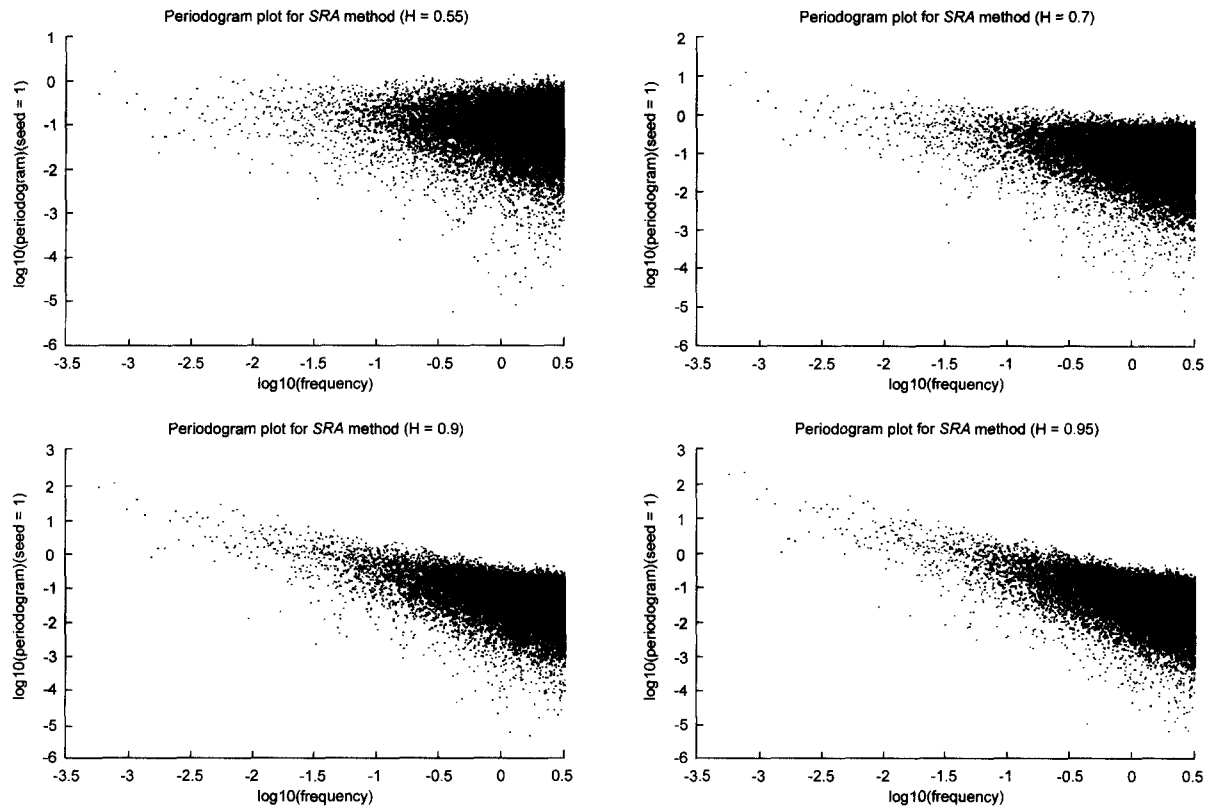 Periodogram plot for SRA method (H = 0.55)
log10(periodogram)(seed = 1)
1
0
-1
-2
-3
-4
-5
-6
-3.5 -3 -2.5 -2 -1.5 -1 -0.5 0 0.5
log10(frequency)
Periodogram plot for SRA method (H = 0.7)
log10(periodogram)(seed = 1)
2
1
0
-1
-2
-3
-4
-5
-6
-3.5 -3 -2.5 -2 -1.5 -1 -0.5 0 0.5
log10(frequency)
Periodogram plot for SRA method (H = 0.9)
log10(periodogram)(seed = 1)
3
2
1
0
-1
-2
-3
-4
-5
-6
-3.5 -3 -2.5 -2 -1.5 -1 -0.5 0 0.5
log10(frequency)
Periodogram plot for SRA method (H = 0.95)
log10(periodogram)(seed = 1)
3
2
1
0
-1
-2
-3
-4
-5
-6
-3.5 -3 -2.5 -2 -1.5 -1 -0.5 0 0.5
log10(frequency)